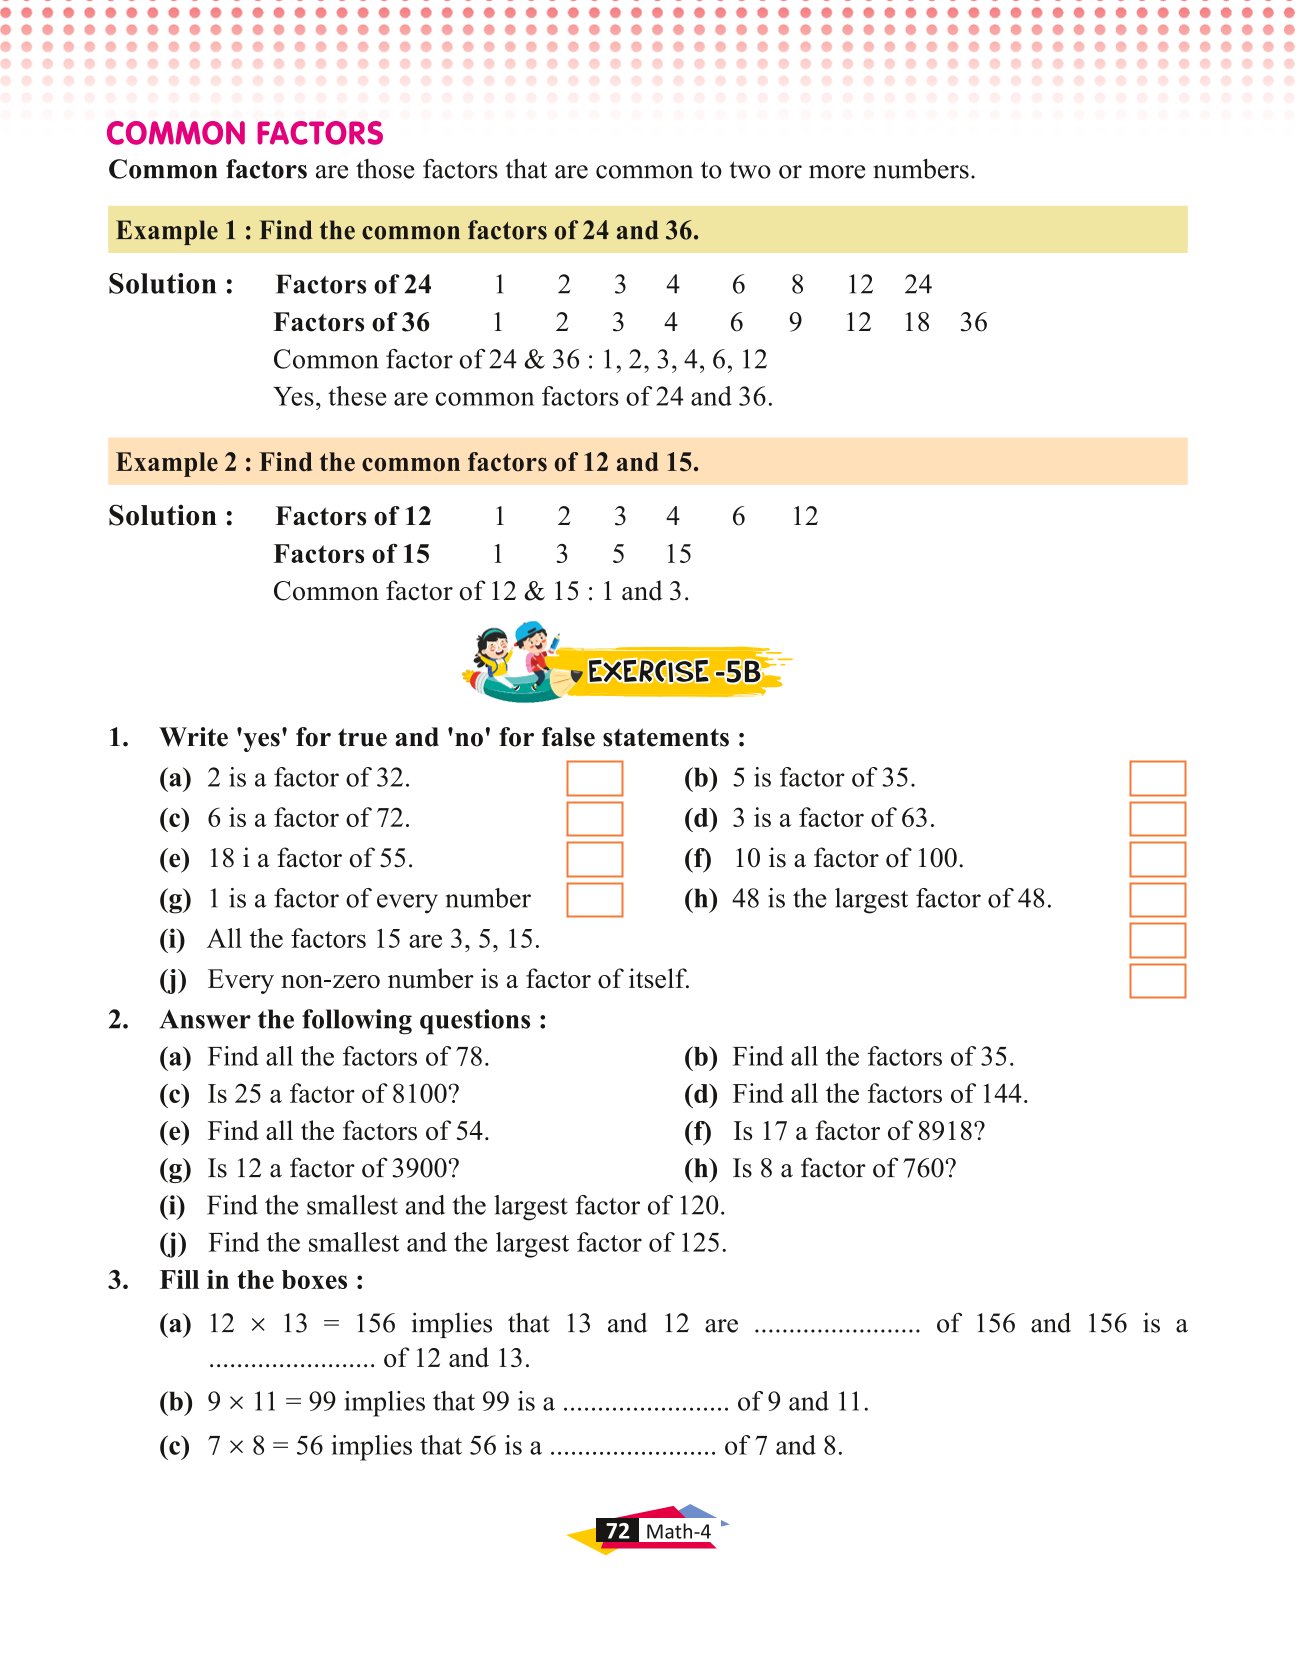 COMMON FACTORS
Common factors are those factors that are common to two or more numbers.
Example 1 : Find the common factors of 24 and 36.
Solution : Factors of 24 1 2 3 4 6 8 12 24
Factors of 36 1 2 3 4 6 9 12 18 36
Common factor of 24 & 36 : 1, 2, 3, 4, 6, 12
Yes, these are common factors of 24 and 36.
Example 2 : Find the common factors of 12 and 15.
Solution : Factors of 12 1 2 3 4 6 12
Factors of 15 1 3 5 15
Common factor of 12 & 15 : 1 and 3.
EXERCISE -5B
1. Write 'yes' for true and 'no' for false statements :
(a) 2 is a factor of 32. (b) 5 is factor of 35.
(c) 6 is a factor of 72. (d) 3 is a factor of 63.
(e) 18 i a factor of 55. (f) 10 is a factor of 100.
(g) 1 is a factor of every number (h) 48 is the largest factor of 48.
(i) All the factors 15 are 3, 5, 15.
(j) Every non-zero number is a factor of itself.
2. Answer the following questions :
(a) Find all the factors of 78. (b) Find all the factors of 35.
(c) Is 25 a factor of 8100? (d) Find all the factors of 144.
(e) Find all the factors of 54. (f) Is 17 a factor of 8918?
(g) Is 12 a factor of 3900? (h) Is 8 a factor of 760?
(i) Find the smallest and the largest factor of 120.
(j) Find the smallest and the largest factor of 125.
3. Fill in the boxes :
(a) 12 × 13 = 156 implies that 13 and 12 are ........................ of 156 and 156 is a
........................ of 12 and 13.
(b) 9 × 11 = 99 implies that 99 is a ........................ of 9 and 11.
(c) 7 × 8 = 56 implies that 56 is a ........................ of 7 and 8.
72 Math-4